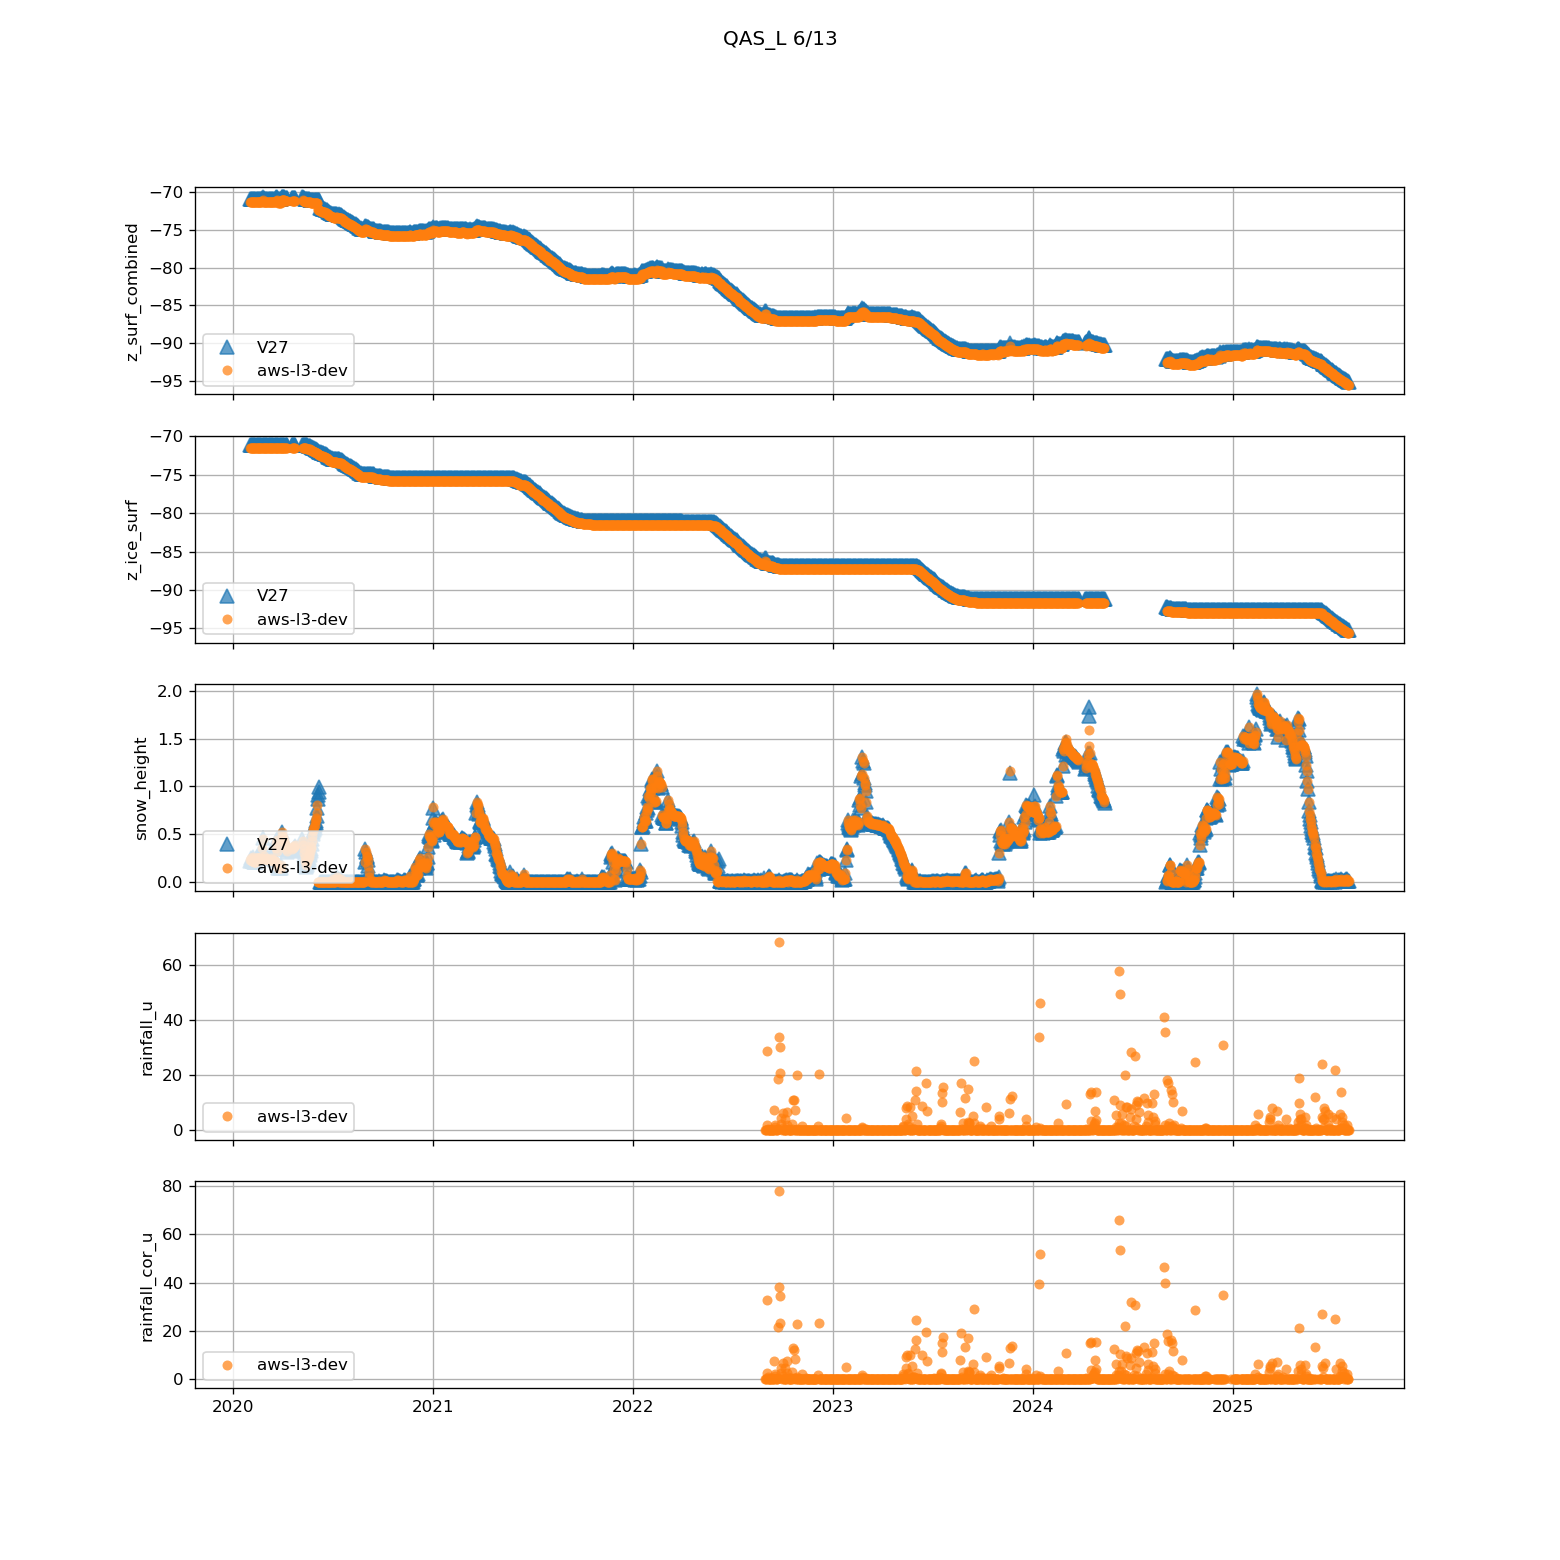 QAS_L 6/13
z_surf_combined
−70
−75
−80
−85
−90
−95
V27
aws-l3-dev
z_ice_surf
−70
−75
−80
−85
−90
−95
V27
aws-l3-dev
snow_height
2.0
1.5
1.0
0.5
0.0
V27
aws-l3-dev
rainfall_u
60
40
20
0
aws-l3-dev
rainfall_cor_u
80
60
40
20
0
aws-l3-dev
2020 2021 2022 2023 2024 2025